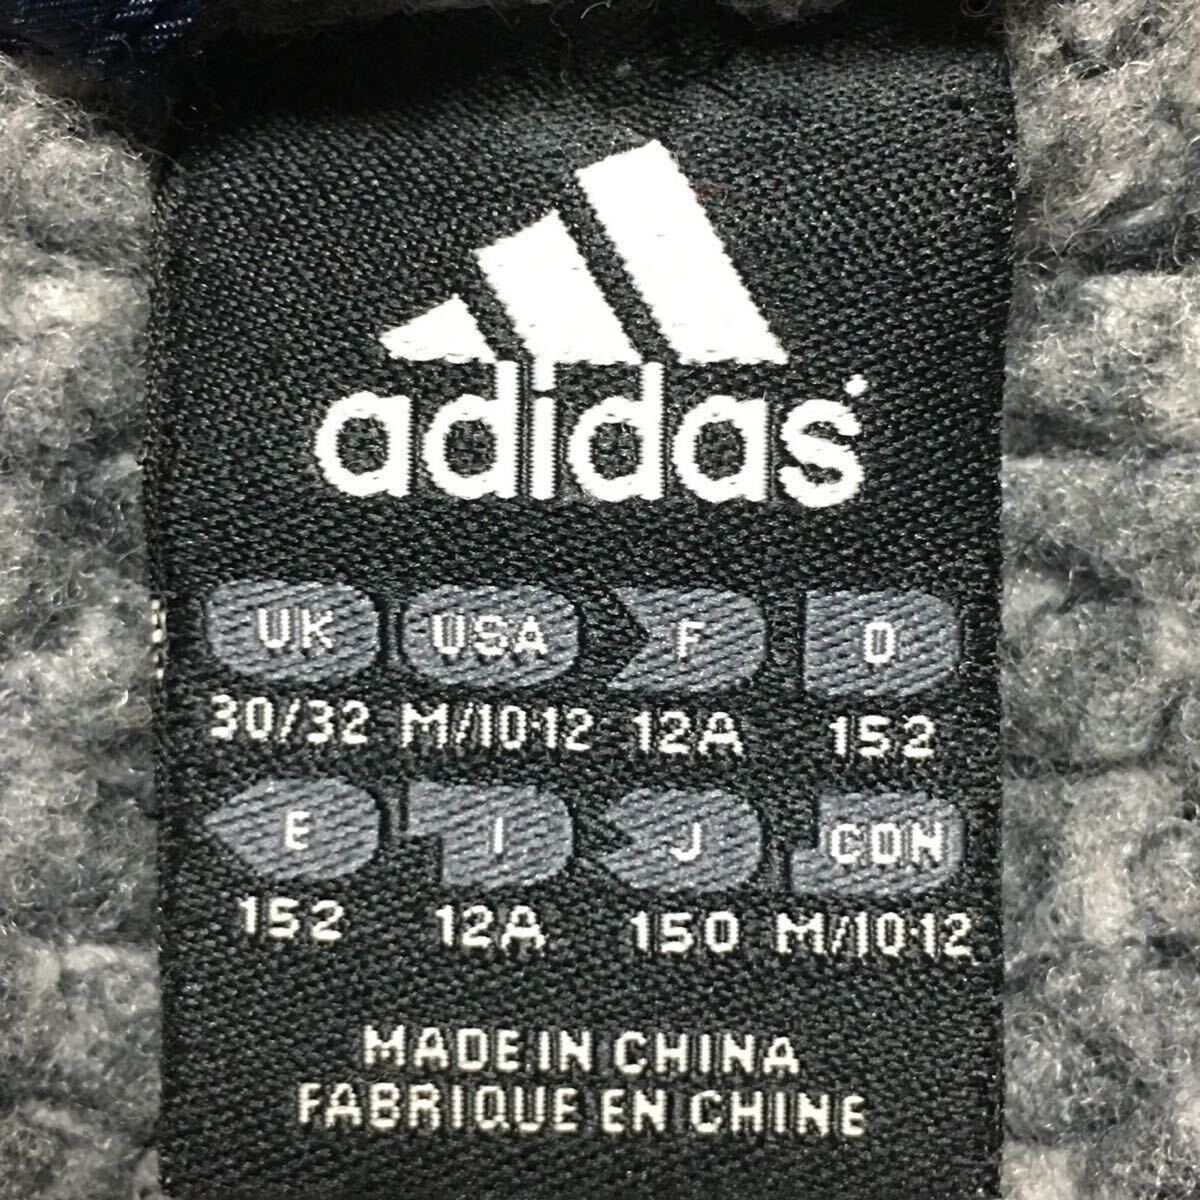 adidas
UK USA F D
30/32 M/10-12 12A 152
E I J CDN
152 12A 150 M/10-12
MADE IN CHINA
FABRIQUE EN CHINE